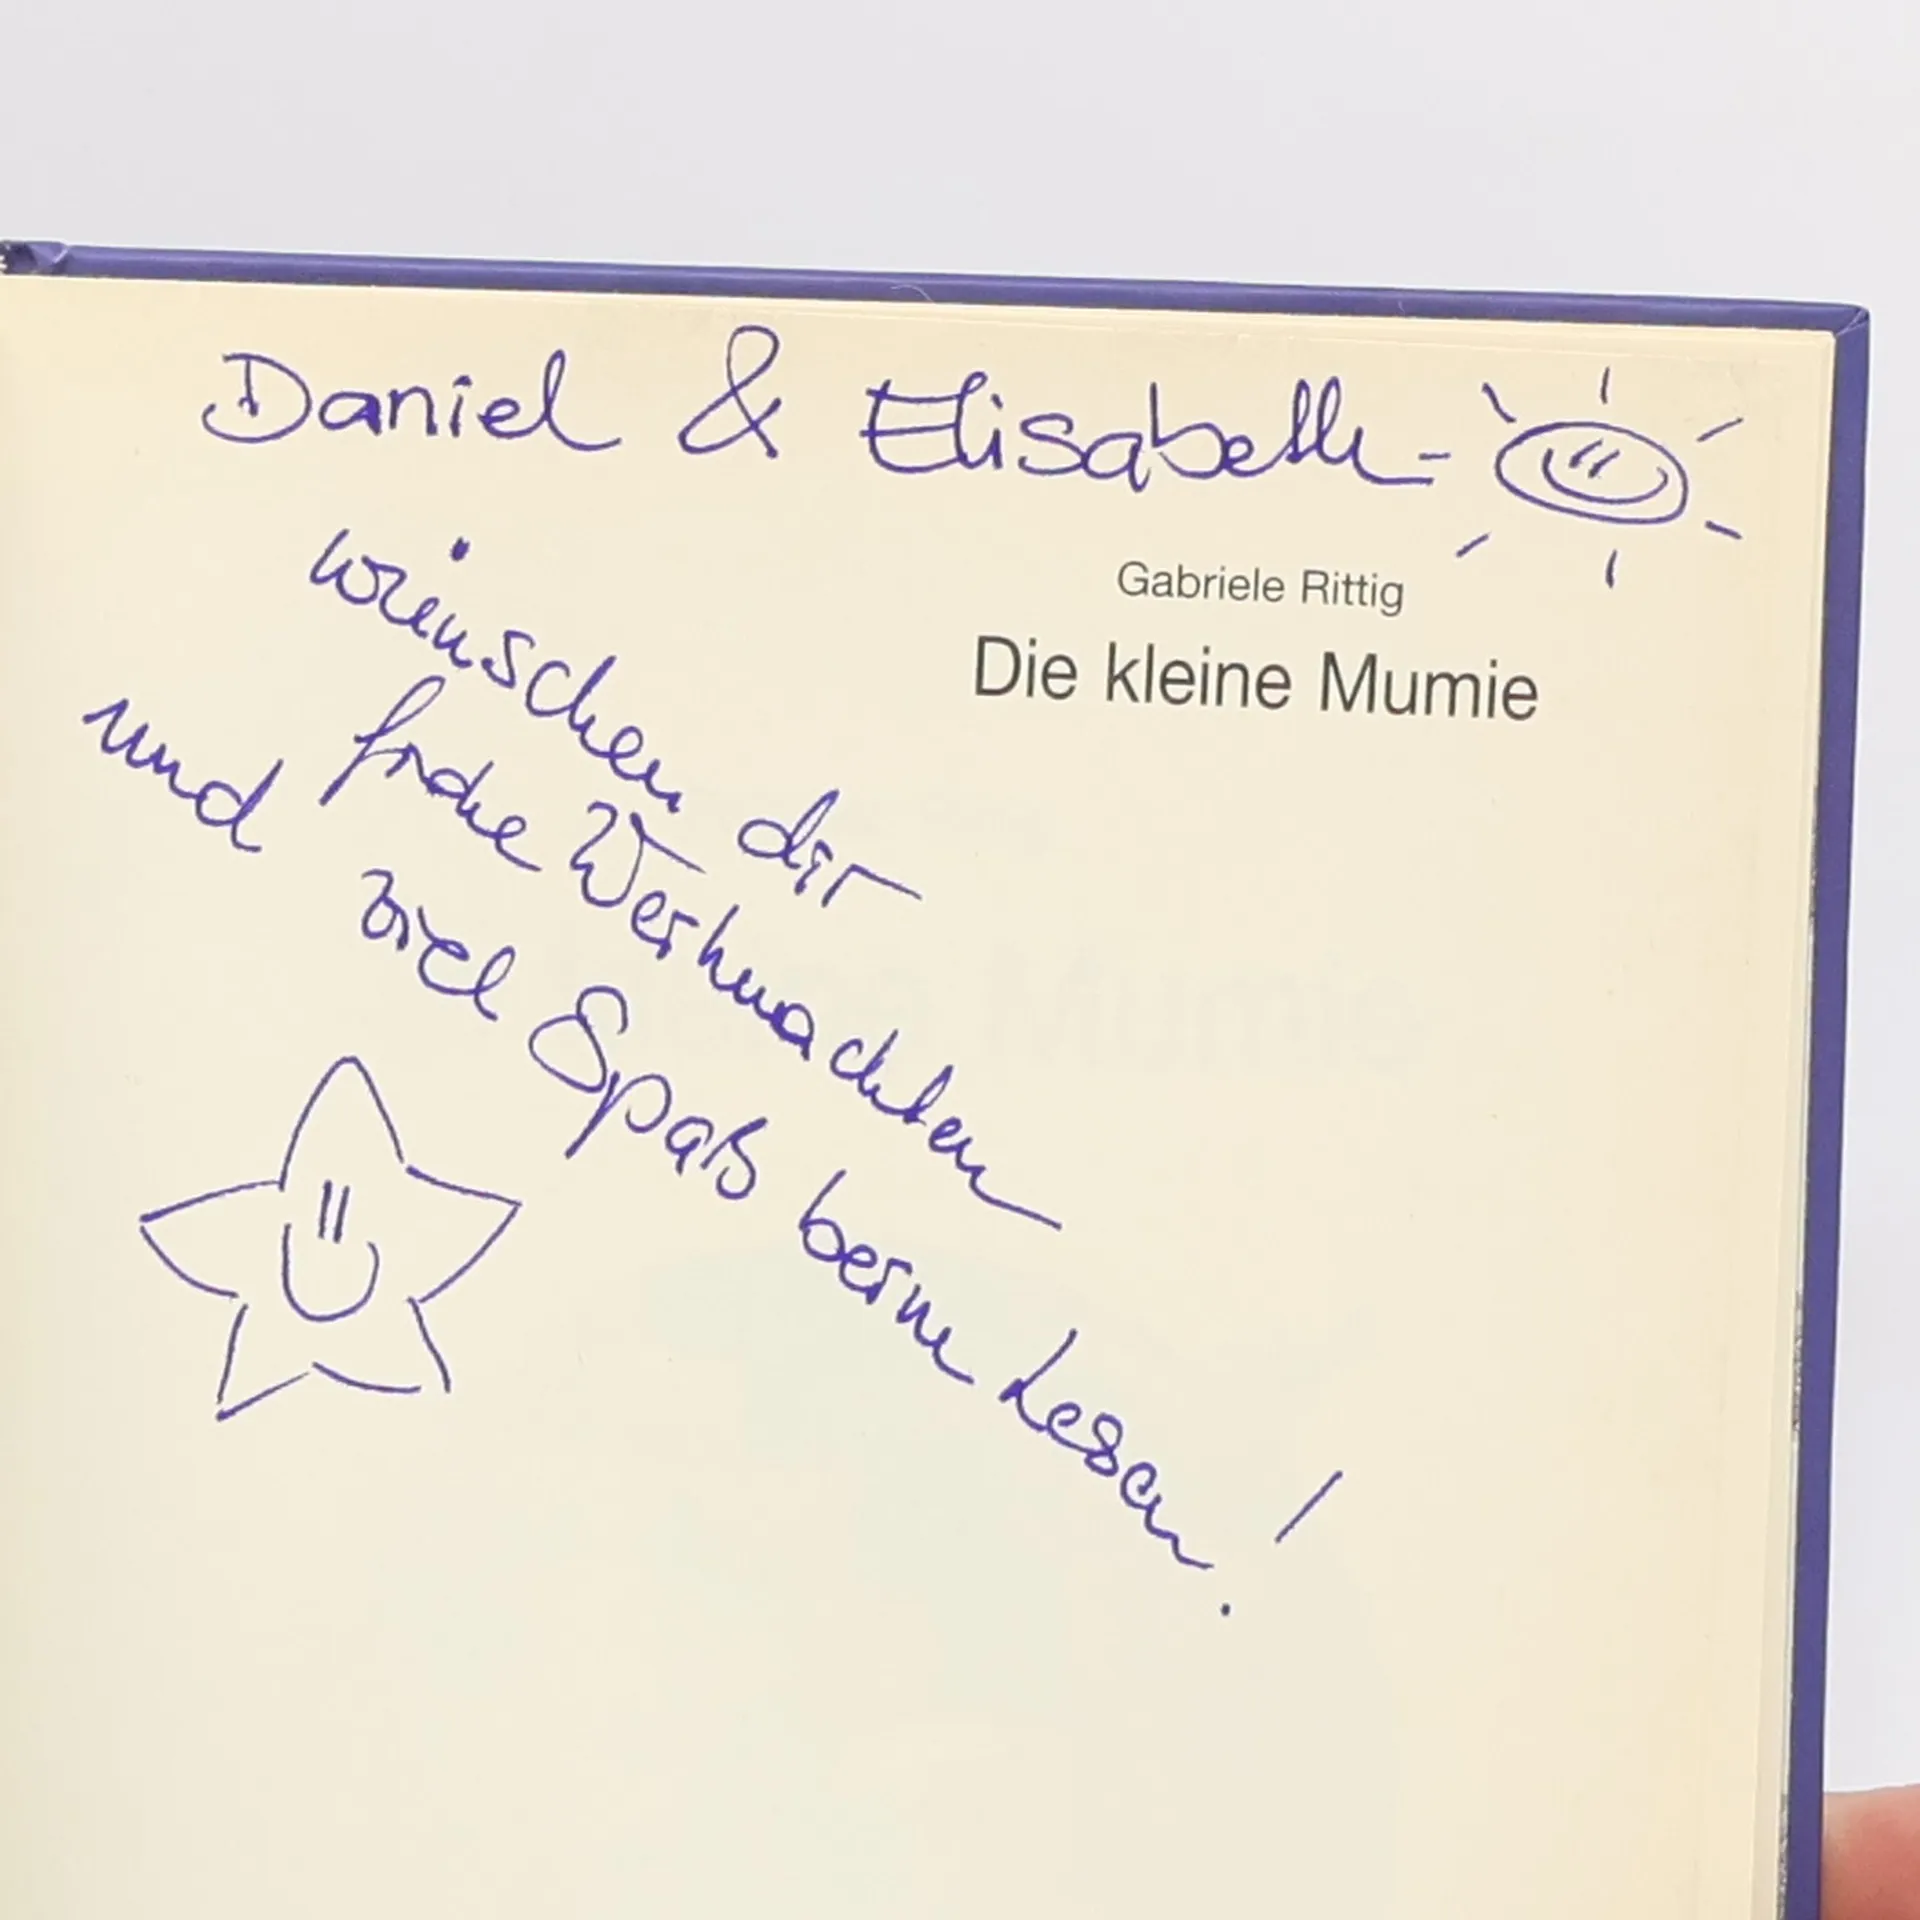 Daniel & Elisabeth -
Gabriele Rittig
Die kleine Mumie
wünschen dir
frohe Weihnachten
und viel Spaß beim Lesen!